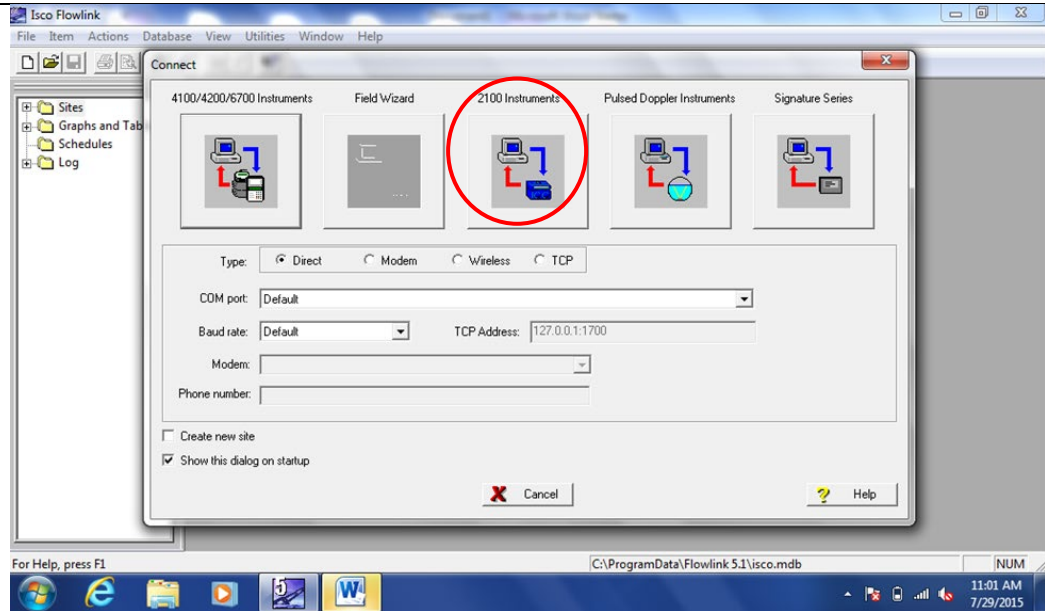 Isco Flowlink
File Item Actions Database View Utilities Window Help
Connect
Sites
Graphs and Tab
Schedules
Log
4100/4200/6700 Instruments Field Wizard 2100 Instruments Pulsed Doppler Instruments Signature Series
Type: Direct Modem Wireless TCP
COM port: Default
Baud rate: Default TCP Address: 127.0.0.1:1700
Modem:
Phone number:
Create new site
Show this dialog on startup
Cancel Help
For Help, press F1 C:\ProgramData\Flowlink 5.1\isco.mdb NUM
11:01 AM
7/29/2015